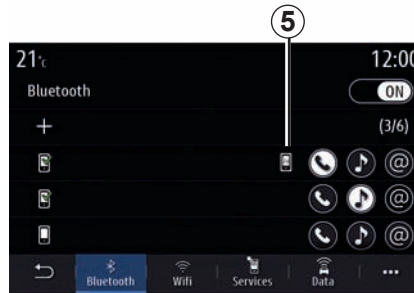 5
21°c 12:00
Bluetooth ON
+ (3/6)
@
@
@
Bluetooth Wifi Services Data ...